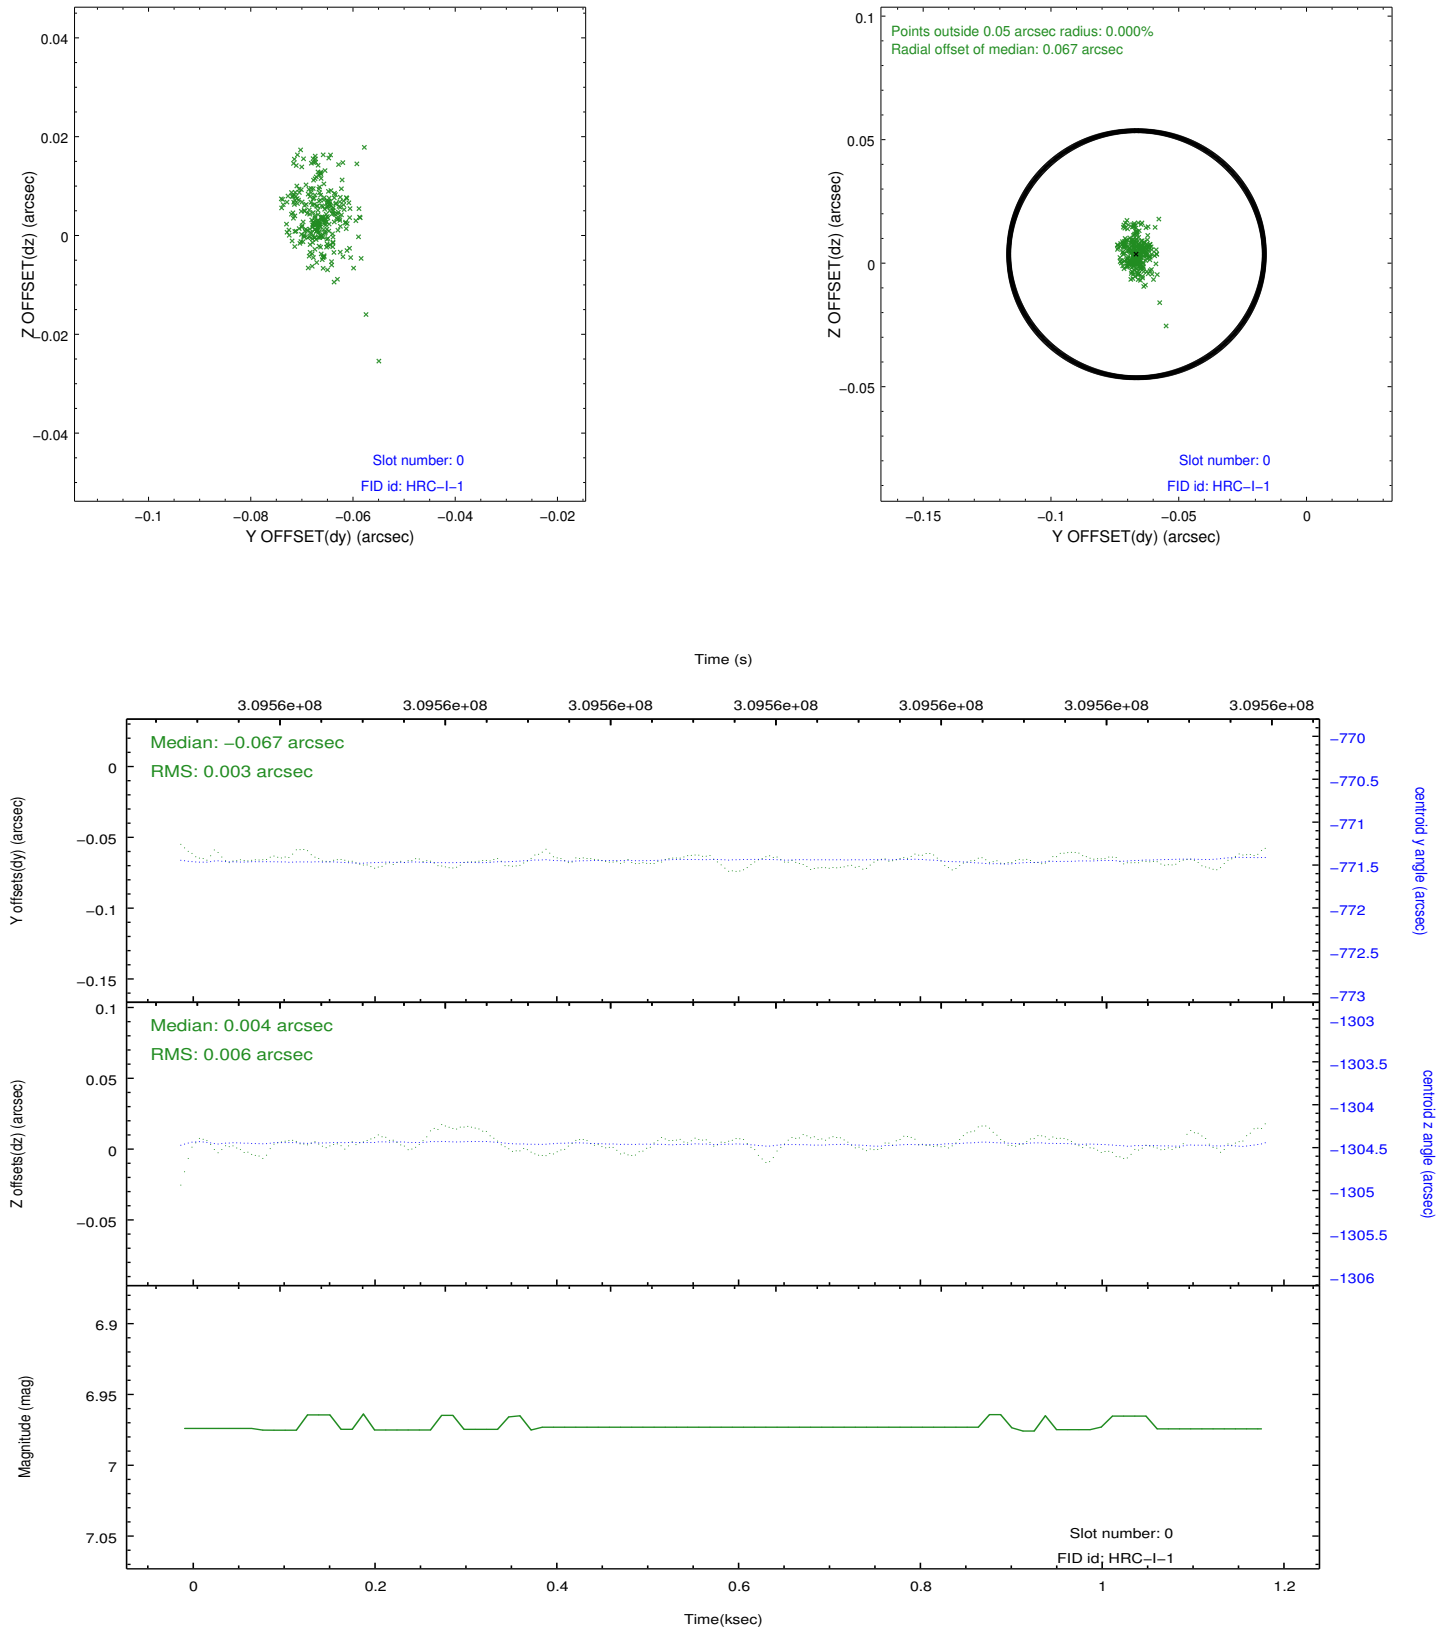 0.04
0.02
0
−0.02
−0.04
Z OFFSET(dz) (arcsec)
Slot number: 0
FID id: HRC−I−1
−0.1
−0.08
−0.06
−0.04
−0.02
Y OFFSET(dy) (arcsec)
Points outside 0.05 arcsec radius: 0.000%
Radial offset of median: 0.067 arcsec
0.1
0.05
0
−0.05
Z OFFSET(dz) (arcsec)
Slot number: 0
FID id: HRC−I−1
−0.15
−0.1
−0.05
0
Y OFFSET(dy) (arcsec)
Time (s)
3.0956e+08
3.0956e+08
3.0956e+08
3.0956e+08
3.0956e+08
3.0956e+08
3.0956e+08
Median: −0.067 arcsec
RMS: 0.003 arcsec
0
−0.05
−0.1
−0.15
Y offsets(dy) (arcsec)
−770
−770.5
−771
−771.5
−772
−772.5
−773
centroid y angle (arcsec)
Median: 0.004 arcsec
RMS: 0.006 arcsec
0.1
0.05
0
−0.05
Z offsets(dz) (arcsec)
−1303
−1303.5
−1304
−1304.5
−1305
−1305.5
−1306
centroid z angle (arcsec)
6.9
6.95
7
7.05
Magnitude (mag)
Slot number: 0
FID id: HRC−I−1
0
0.2
0.4
0.6
0.8
1
1.2
Time(ksec)